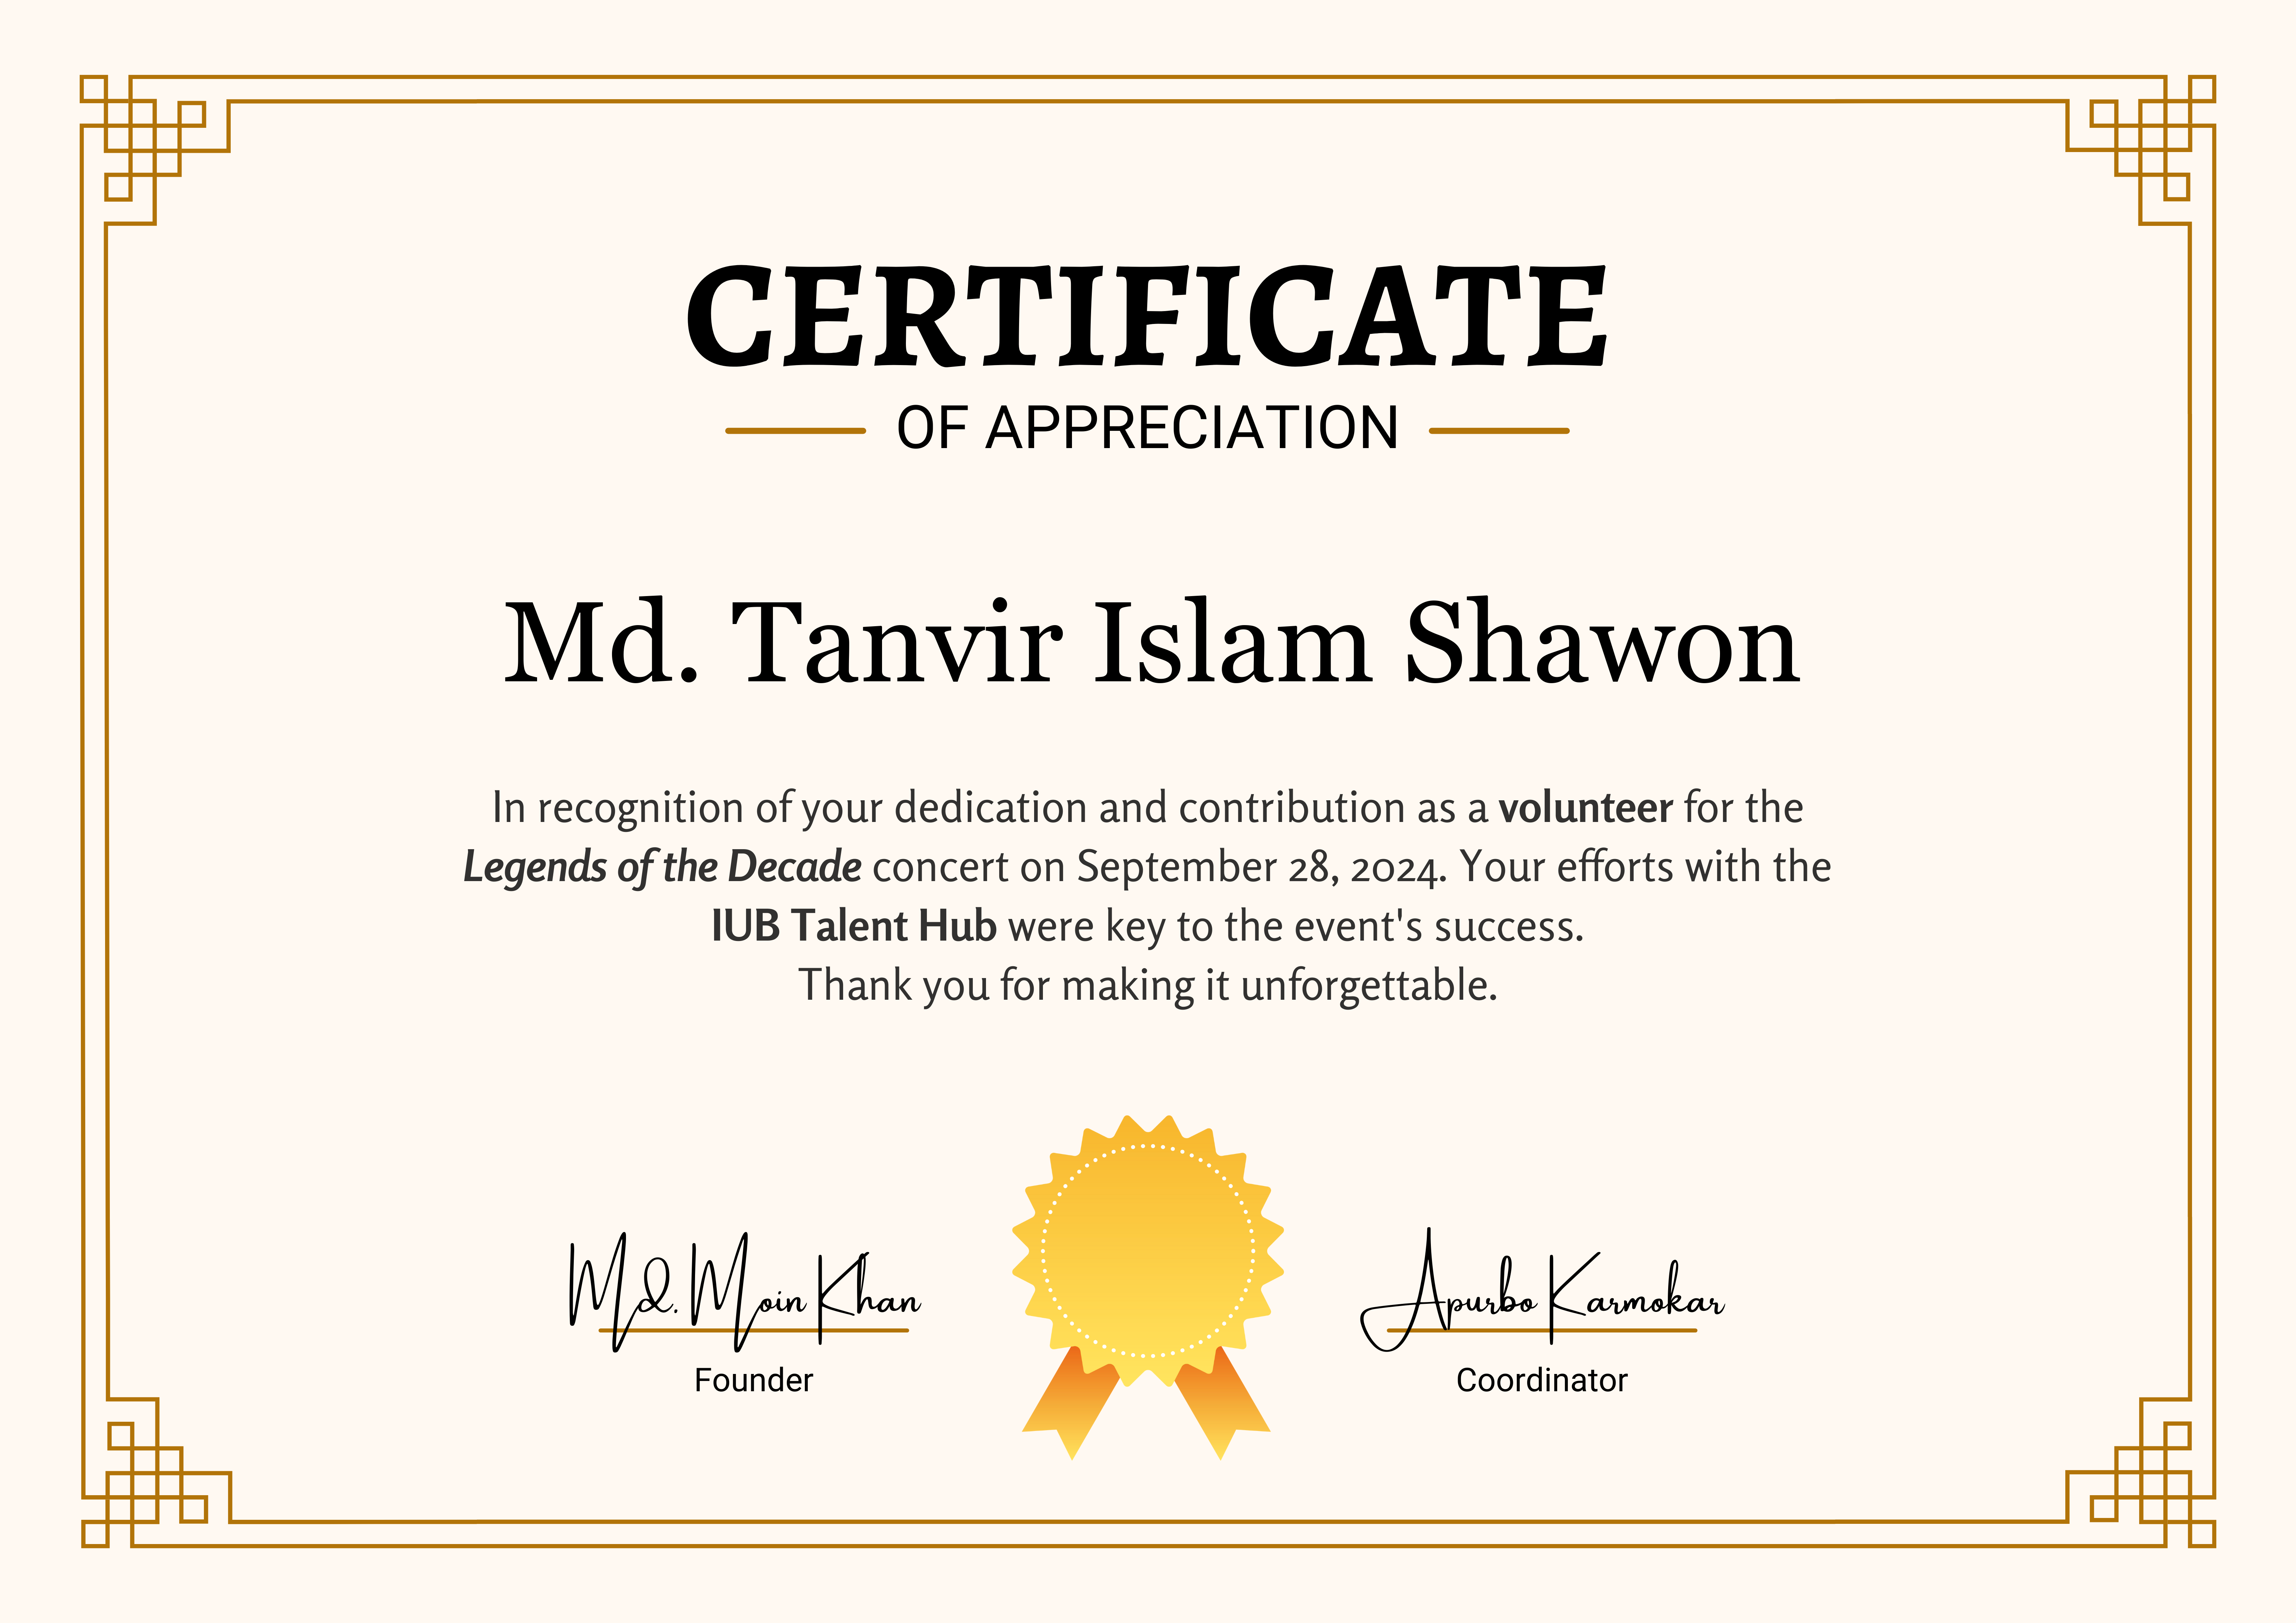 CERTIFICATE
OF APPRECIATION
Md. Tanvir Islam Shawon
In recognition of your dedication and contribution as a volunteer for the
Legends of the Decade concert on September 28, 2024. Your efforts with the
IUB Talent Hub were key to the event's success.
Thank you for making it unforgettable.
Md. Moin Khan
Founder
Apurbo Karmokar
Coordinator